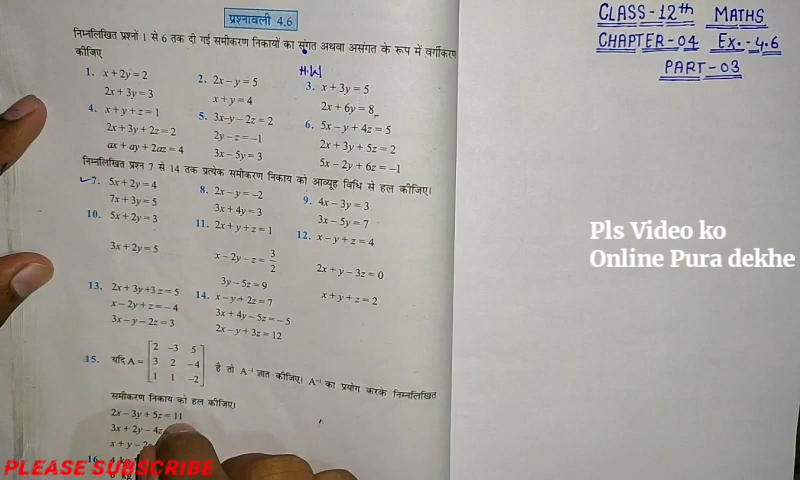 प्रश्नावली 4.6
निम्नलिखित प्रश्नों 1 से 6 तक दी गई समीकरण निकायों का सुंगत अथवा असंगत के रूप में वर्गीकरण
कीजिए
H.W
1. x + 2y = 2
2x + 3y = 3
2. 2x – y = 5
x + y = 4
3. x + 3y = 5
2x + 6y = 8
4. x + y + z = 1
2x + 3y + 2z = 2
ax + ay + 2az = 4
5. 3x–y – 2z = 2
2y – z = –1
3x – 5y = 3
6. 5x – y + 4z = 5
2x + 3y + 5z = 2
5x – 2y + 6z = –1
निम्नलिखित प्रश्न 7 से 14 तक प्रत्येक समीकरण निकाय को आव्यूह विधि से हल कीजिए।
7. 5x + 2y = 4
7x + 3y = 5
8. 2x – y = –2
3x + 4y = 3
9. 4x – 3y = 3
3x – 5y = 7
10. 5x + 2y = 3
3x + 2y = 5
11. 2x + y + z = 1
x – 2y – z = 3/2
3y – 5z = 9
12. x – y + z = 4
2x + y – 3z = 0
x + y + z = 2
13. 2x + 3y +3z = 5
x – 2y + z = – 4
3x – y – 2z = 3
14. x – y + 2z = 7
3x + 4y – 5z = – 5
2x – y + 3z = 12
15. यदि A = [2 –3 5
3 2 –4
1 1 –2] है तो A⁻¹ ज्ञात कीजिए। A⁻¹ का प्रयोग करके निम्नलिखित
समीकरण निकाय को हल कीजिए।
2x – 3y + 5z = 11
3x + 2y – 4z
x + y – 2z
16. 4 kg
6 kg
CLASS-12th MATHS
CHAPTER-04 Ex.-4.6
PART-03
Pls Video ko
Online Pura dekhe
PLEASE SUBSCRIBE